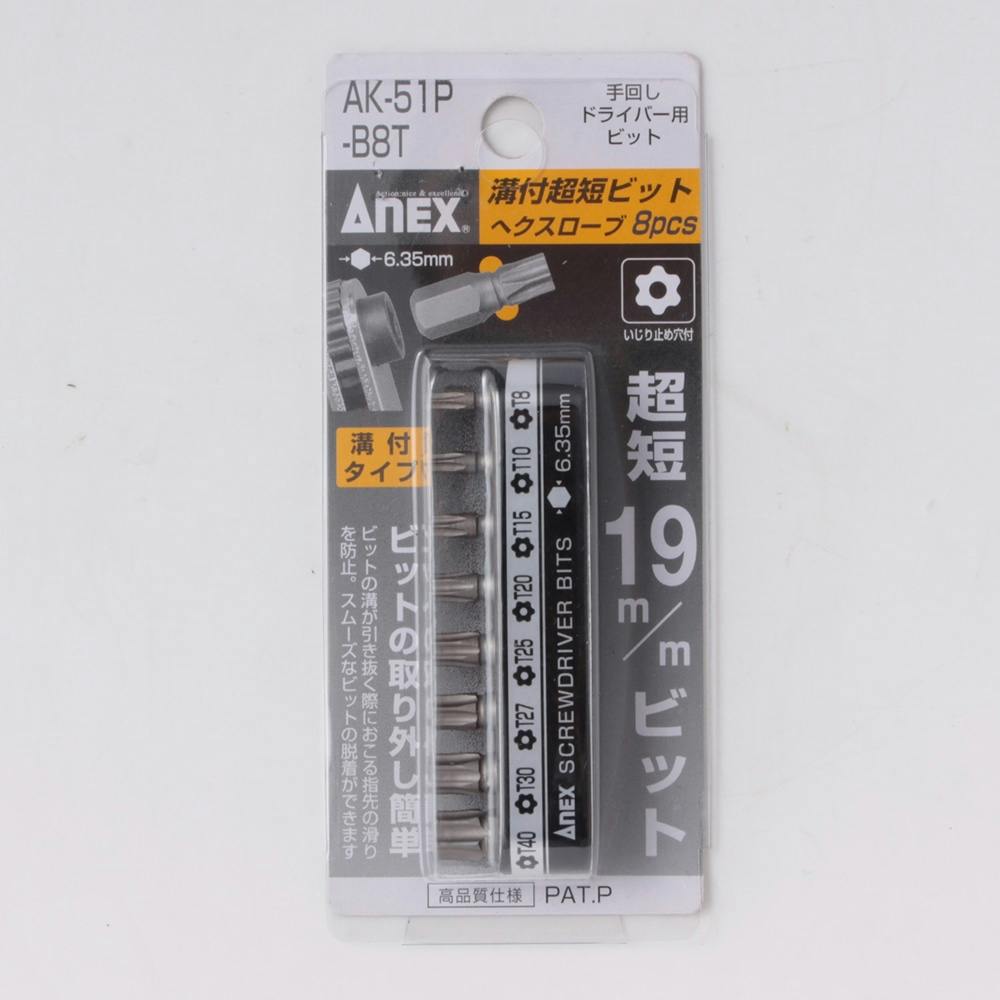 AK-51P
-B8T
手回し
ドライバー用
ビット
Action:nice & excellent
ANEX®
溝付超短ビット
ヘクスローブ 8pcs
6.35mm
いじり止め穴付
溝付
タイプ
超短
19m/mビット
ビットの取り外し簡単
ビットの溝が引き抜く際におこる指先の滑り
を防止。スムーズなビットの脱着ができます
T8
T10
T15
T20
T25
T27
T30
T40
ANEX SCREWDRIVER BITS 6.35mm
高品質仕様
PAT.P